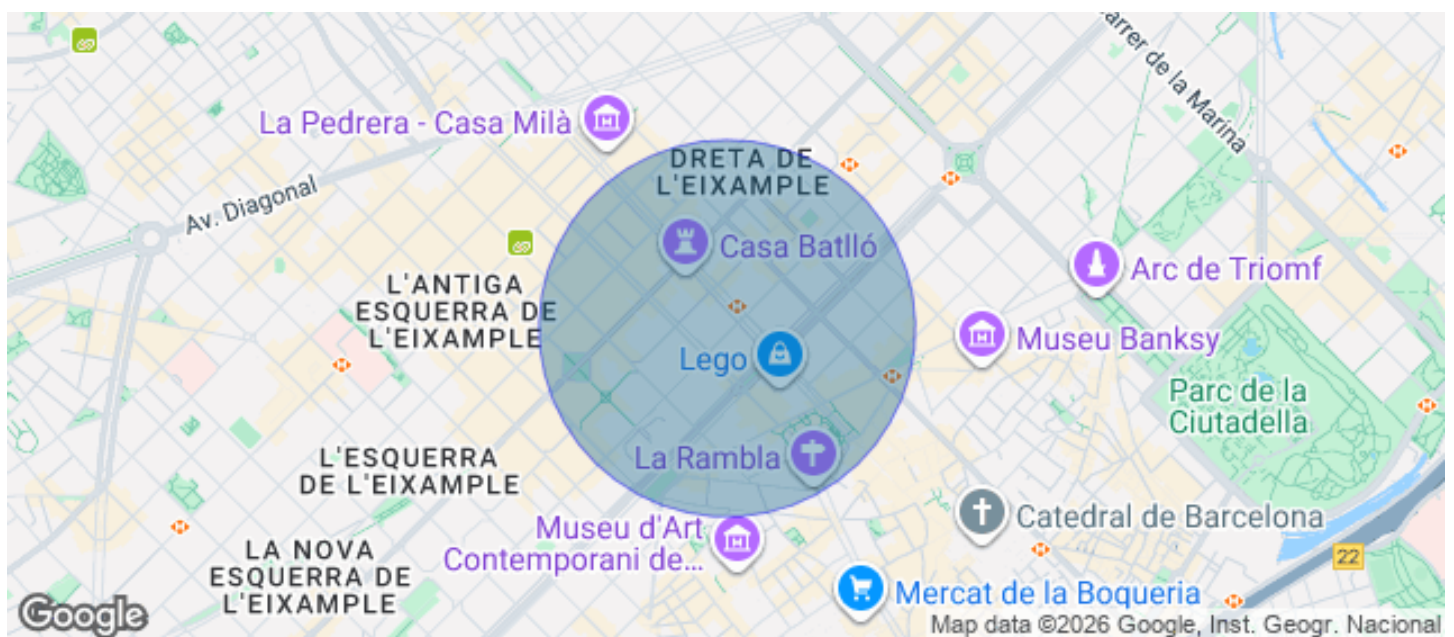 arrer de la Marina
La Pedrera - Casa Milà
DRETA DE
L'EIXAMPLE
Av. Diagonal
Casa Batlló
Arc de Triomf
L'ANTIGA
ESQUERRA DE
L'EIXAMPLE
Lego
Museu Banksy
Parc de la
Ciutadella
La Rambla
L'ESQUERRA
DE L'EIXAMPLE
Museu d'Art
Contemporani de...
Catedral de Barcelona
22
LA NOVA
ESQUERRA DE
L'EIXAMPLE
Mercat de la Boqueria
Google
Map data ©2026 Google, Inst. Geogr. Nacional